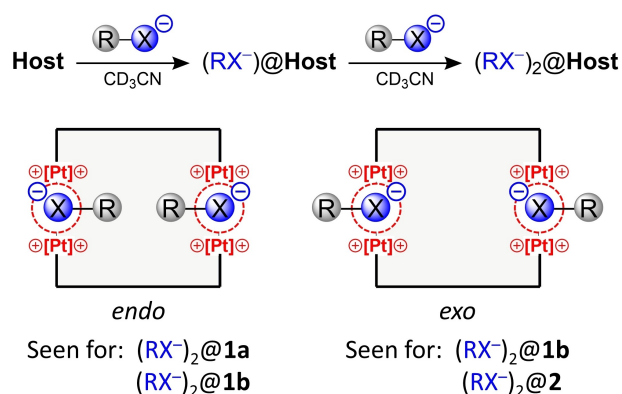 R–X⊖ R–X⊖
Host (RX⁻)@Host (RX⁻)₂@Host
CD₃CN CD₃CN
⊕[Pt]⊕ ⊕[Pt]⊕ ⊕[Pt]⊕ ⊕[Pt]⊕
⊖ ⊖ ⊖ ⊖
X–R R–X R–X X–R
⊕[Pt]⊕ ⊕[Pt]⊕ ⊕[Pt]⊕ ⊕[Pt]⊕
endo exo
Seen for: (RX⁻)₂@1a Seen for: (RX⁻)₂@1b
(RX⁻)₂@1b (RX⁻)₂@2